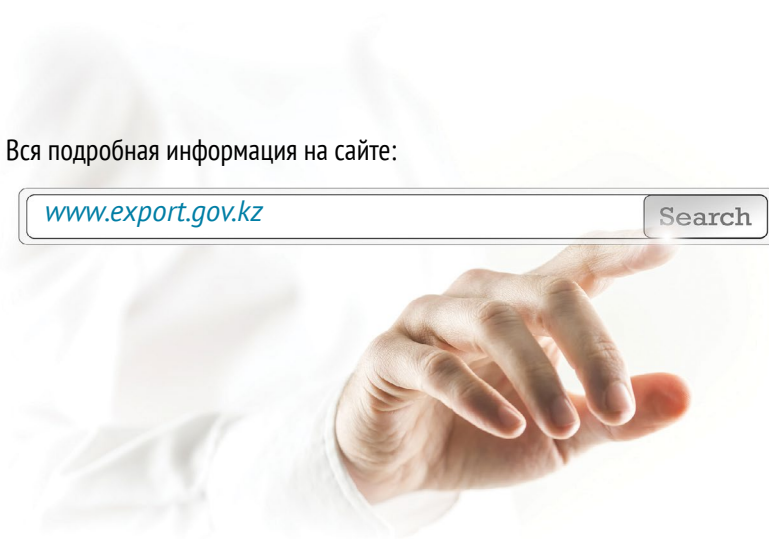 Вся подробная информация на сайте:
www.export.gov.kz
Search